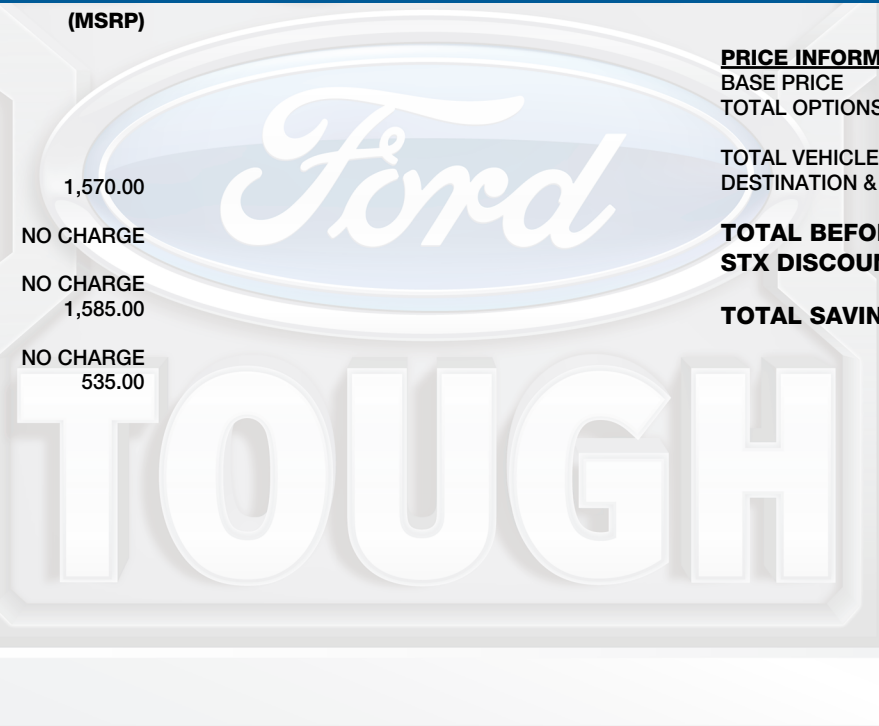 (MSRP)
1,570.00
NO CHARGE
NO CHARGE
1,585.00
NO CHARGE
535.00
PRICE INFORM
BASE PRICE
TOTAL OPTIONS
TOTAL VEHICLE
DESTINATION &
TOTAL BEFO
STX DISCOUN
TOTAL SAVIN
Ford
TOUGH